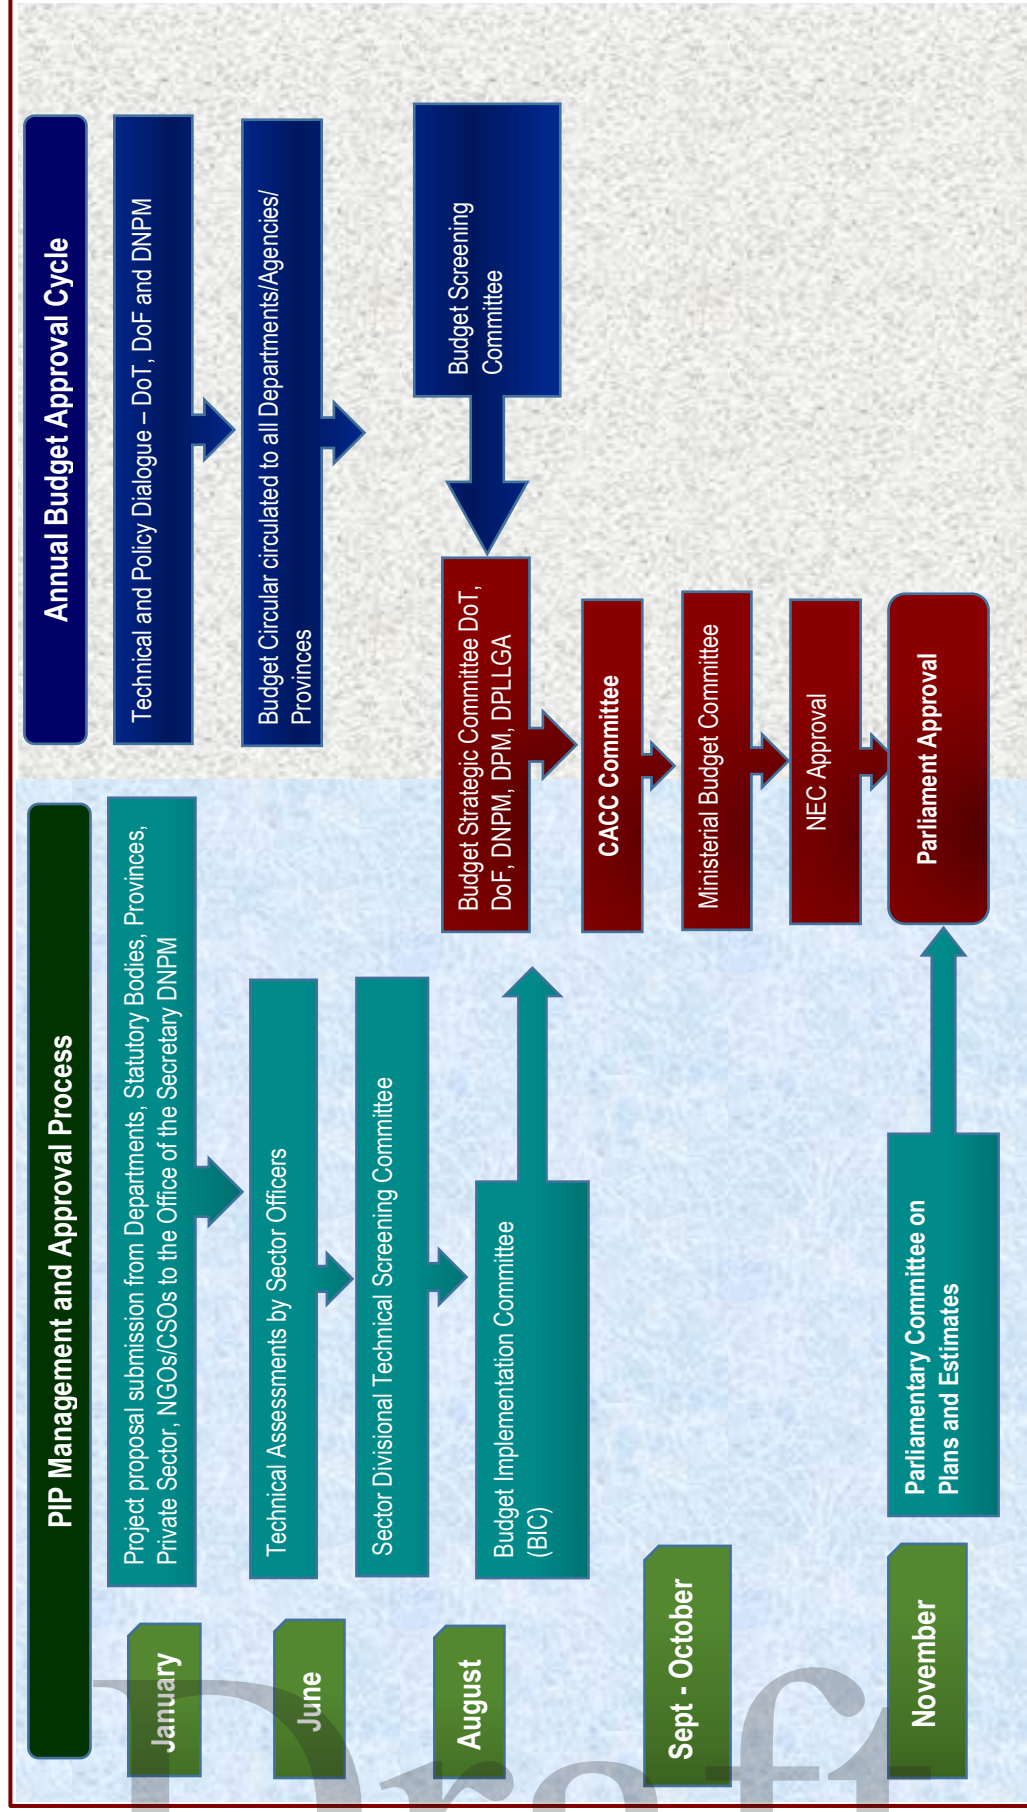 PIP Management and Approval Process
Annual Budget Approval Cycle
January
Project proposal submission from Departments, Statutory Bodies, Provinces,
Private Sector, NGOs/CSOs to the Office of the Secretary DNPM
Technical and Policy Dialogue – DoT, DoF and DNPM
June
Technical Assessments by Sector Officers
Budget Circular circulated to all Departments/Agencies/
Provinces
Sector Divisional Technical Screening Committee
August
Budget Implementation Committee
(BIC)
Budget Strategic Committee DoT,
DoF, DNPM, DPM, DPLLGA
Budget Screening
Committee
CACC Committee
Sept - October
Ministerial Budget Committee
NEC Approval
November
Parliamentary Committee on
Plans and Estimates
Parliament Approval
Draft